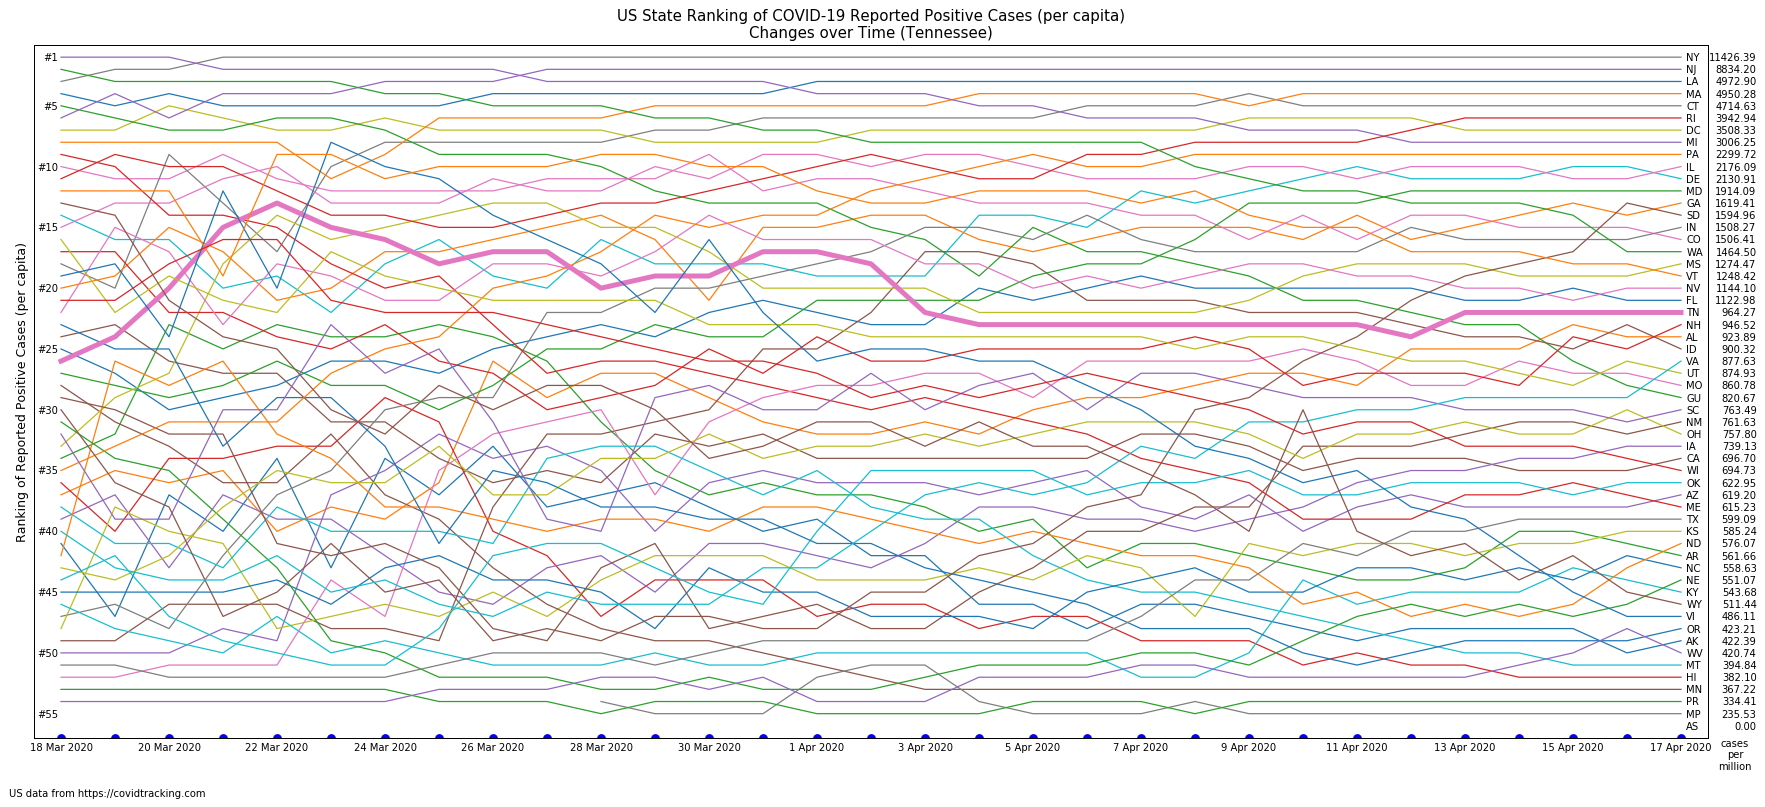 US State Ranking of COVID-19 Reported Positive Cases (per capita)
Changes over Time (Tennessee)
Ranking of Reported Positive Cases (per capita)
#1
#5
#10
#15
#20
#25
#30
#35
#40
#45
#50
#55
NY 11426.39
NJ 8834.20
LA 4972.90
MA 4950.28
CT 4714.63
RI 3942.94
DC 3508.33
MI 3006.25
PA 2299.72
IL 2176.09
DE 2130.91
MD 1914.09
GA 1619.41
SD 1594.96
IN 1508.27
CO 1506.41
WA 1464.50
MS 1274.47
VT 1248.42
NV 1144.10
FL 1122.98
TN 964.27
NH 946.52
AL 923.89
ID 900.32
VA 877.63
UT 874.93
MO 860.78
GU 820.67
SC 763.49
NM 761.63
OH 757.80
IA 739.13
CA 696.70
WI 694.73
OK 622.95
AZ 619.20
ME 615.23
TX 599.09
KS 585.24
ND 576.07
AR 561.66
NC 558.63
NE 551.07
KY 543.68
WY 511.44
VI 486.11
OR 423.21
AK 422.39
WV 420.74
MT 394.84
HI 382.10
MN 367.22
PR 334.41
MP 235.53
AS 0.00
18 Mar 2020 20 Mar 2020 22 Mar 2020 24 Mar 2020 26 Mar 2020 28 Mar 2020 30 Mar 2020 1 Apr 2020 3 Apr 2020 5 Apr 2020 7 Apr 2020 9 Apr 2020 11 Apr 2020 13 Apr 2020 15 Apr 2020 17 Apr 2020
cases
per
million
US data from https://covidtracking.com